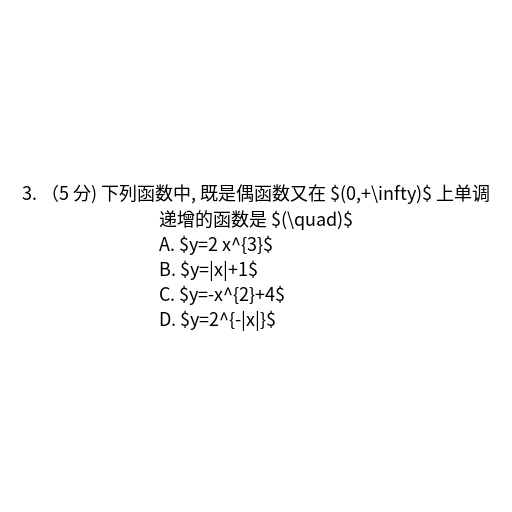 3. （5 分) 下列函数中, 既是偶函数又在 $(0,+\infty)$ 上单调
递增的函数是 $(\quad)$
A. $y=2 x^{3}$
B. $y=|x|+1$
C. $y=-x^{2}+4$
D. $y=2^{-|x|}$